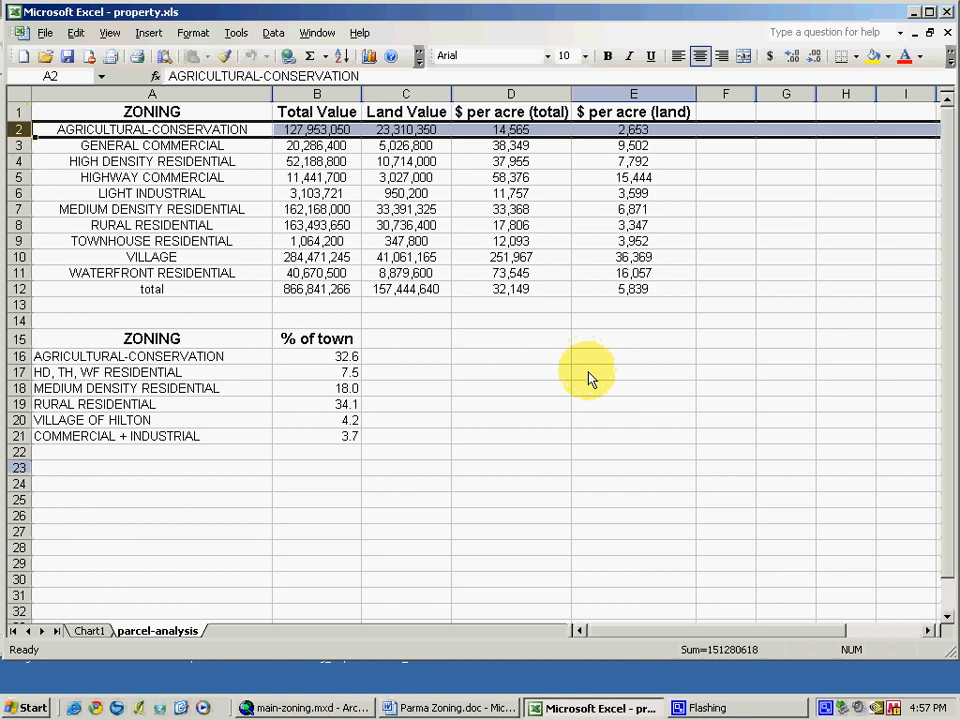 Microsoft Excel - property.xls
File Edit View Insert Format Tools Data Window Help Type a question for help
Σ Arial 10 B I U $
A2 fx AGRICULTURAL-CONSERVATION
A B C D E F G H I
1 ZONING Total Value Land Value $ per acre (total) $ per acre (land)
2 AGRICULTURAL-CONSERVATION 127,953,050 23,310,350 14,565 2,653
3 GENERAL COMMERCIAL 20,286,400 5,026,800 38,349 9,502
4 HIGH DENSITY RESIDENTIAL 52,188,800 10,714,000 37,955 7,792
5 HIGHWAY COMMERCIAL 11,441,700 3,027,000 58,376 15,444
6 LIGHT INDUSTRIAL 3,103,721 950,200 11,757 3,599
7 MEDIUM DENSITY RESIDENTIAL 162,168,000 33,391,325 33,368 6,871
8 RURAL RESIDENTIAL 163,493,650 30,736,400 17,806 3,347
9 TOWNHOUSE RESIDENTIAL 1,064,200 347,800 12,093 3,952
10 VILLAGE 284,471,245 41,061,165 251,967 36,369
11 WATERFRONT RESIDENTIAL 40,670,500 8,879,600 73,545 16,057
12 total 866,841,266 157,444,640 32,149 5,839
13
14
15 ZONING % of town
16 AGRICULTURAL-CONSERVATION 32.6
17 HD, TH, WF RESIDENTIAL 7.5
18 MEDIUM DENSITY RESIDENTIAL 18.0
19 RURAL RESIDENTIAL 34.1
20 VILLAGE OF HILTON 4.2
21 COMMERCIAL + INDUSTRIAL 3.7
22
23
24
25
26
27
28
29
30
31
32
Chart1 parcel-analysis
Ready Sum=151280618 NUM
Start main-zoning.mxd - Arc... Parma Zoning.doc - Mic... Microsoft Excel - pr... Flashing 4:57 PM